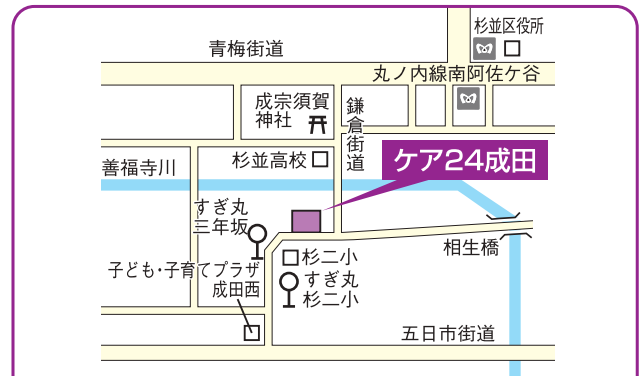 杉並区役所
青梅街道
丸ノ内線南阿佐ケ谷
成宗須賀
神社
鎌倉街道
杉並高校
ケア24成田
善福寺川
すぎ丸
三年坂
相生橋
杉二小
子ども・子育てプラザ
成田西
すぎ丸
杉二小
五日市街道